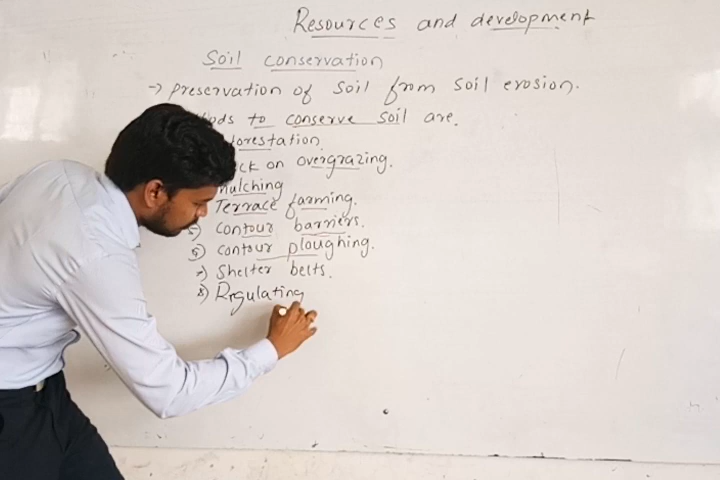 Resources and development
Soil conservation
→ preservation of soil from soil erosion.
to conserve soil are.
on overgrazing.
mulching
Terrace farming.
5) contour barriers.
6) contour ploughing.
7) Shelter belts.
8) Regulating